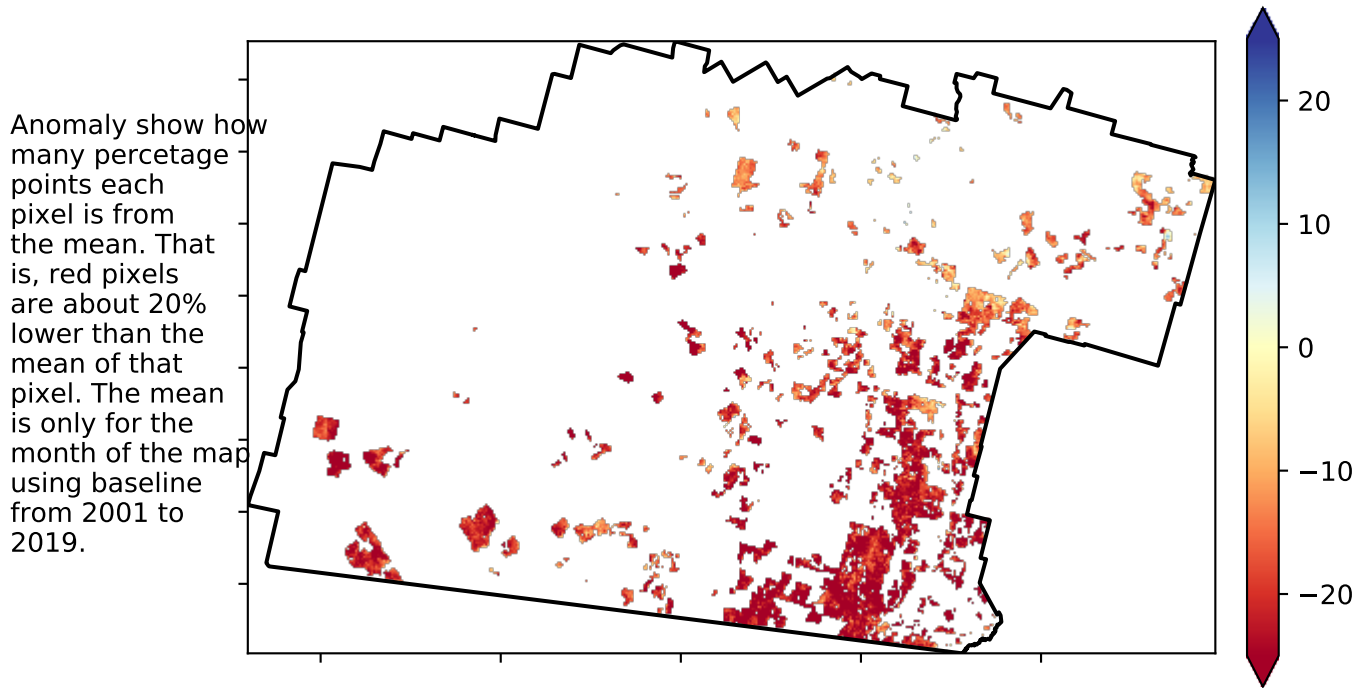 Anomaly show how
many percetage
points each
pixel is from
the mean. That
is, red pixels
are about 20%
lower than the
mean of that
pixel. The mean
is only for the
month of the map
using baseline
from 2001 to
2019.
20
10
0
−10
−20